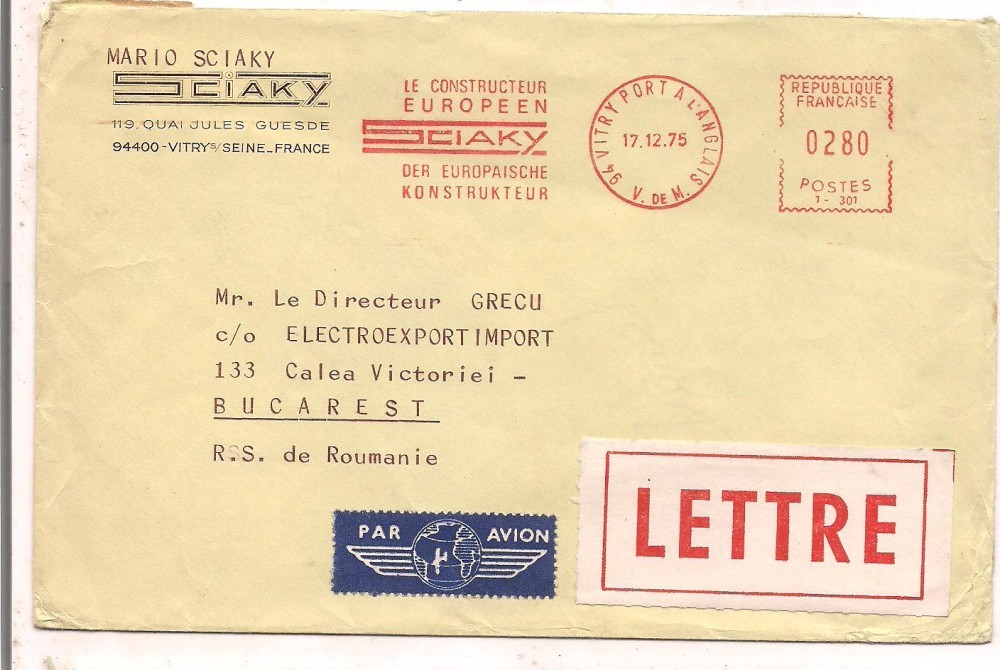 MARIO SCIAKY
SCIAKY
119, QUAI JULES GUESDE
94400-VITRY S/ SEINE_FRANCE
LE CONSTRUCTEUR
EUROPEEN
SCIAKY
DER EUROPAISCHE
KONSTRUKTEUR
94 VITRY PORT A L'ANGLAIS
17.12.75
V. DE M.
REPUBLIQUE
FRANCAISE
0280
POSTES
1- 301
Mr. Le Directeur GRECU
c/o ELECTROEXPORTIMPORT
133 Calea Victoriei -
BUCAREST
R.S. de Roumanie
PAR AVION
LETTRE